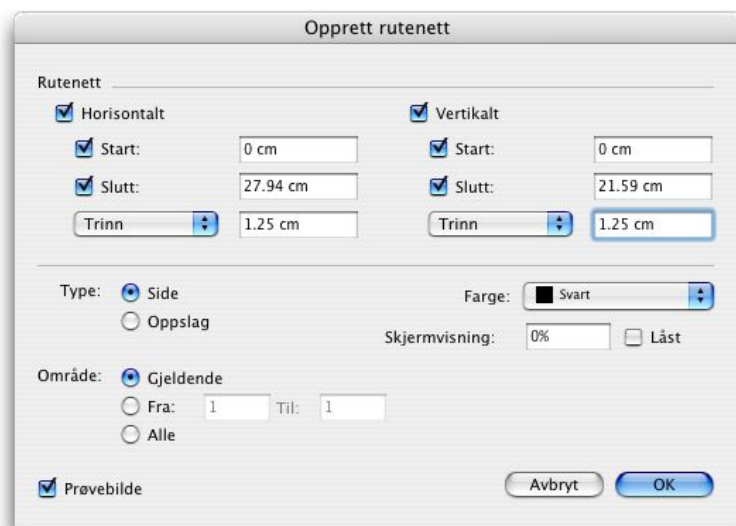 Opprett rutenett
Rutenett
Horisontalt
Start: 0 cm
Slutt: 27.94 cm
Trinn 1.25 cm
Vertikalt
Start: 0 cm
Slutt: 21.59 cm
Trinn 1.25 cm
Type: Side
Oppslag
Farge: Svart
Skjermvisning: 0% Låst
Område: Gjeldende
Fra: 1 Til: 1
Alle
Prøvebilde
Avbryt OK